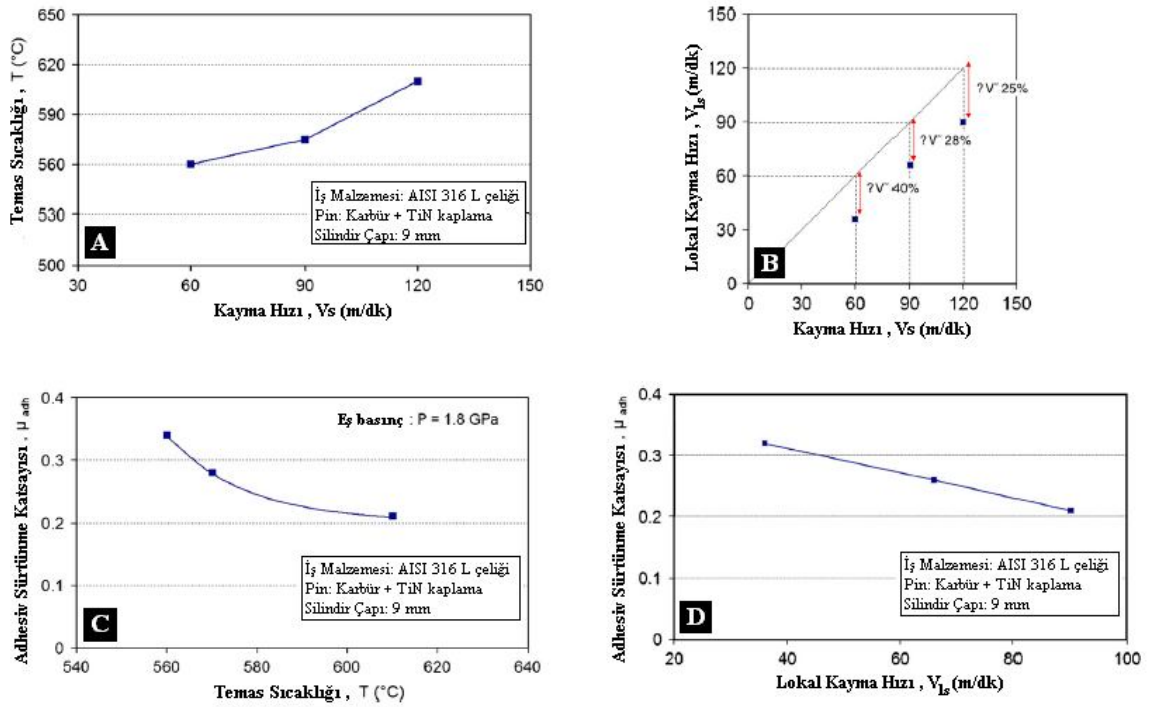 650
620
590
560
530
500
30
60
90
120
150
Temas Sıcaklığı , T (°C)
Kayma Hızı , Vs (m/dk)
İş Malzemesi: AISI 316 L çeliği
Pin: Karbür + TiN kaplama
Silindir Çapı: 9 mm
A
150
120
90
60
30
0
0
30
60
90
120
150
Lokal Kayma Hızı , Vls (m/dk)
Kayma Hızı , Vs (m/dk)
?V~ 40%
?V~ 28%
?V~ 25%
B
0.4
0.3
0.2
0.1
0
540
560
580
600
620
640
Adhesiv Sürtünme Katsayısı , μ adh
Temas Sıcaklığı , T (°C)
Eş basınç : P = 1.8 GPa
İş Malzemesi: AISI 316 L çeliği
Pin: Karbür + TiN kaplama
Silindir Çapı: 9 mm
C
0.4
0.3
0.2
0.1
0
20
40
60
80
100
Adhesiv Sürtünme Katsayısı , μ adh
Lokal Kayma Hızı , Vls (m/dk)
İş Malzemesi: AISI 316 L çeliği
Pin: Karbür + TiN kaplama
Silindir Çapı: 9 mm
D